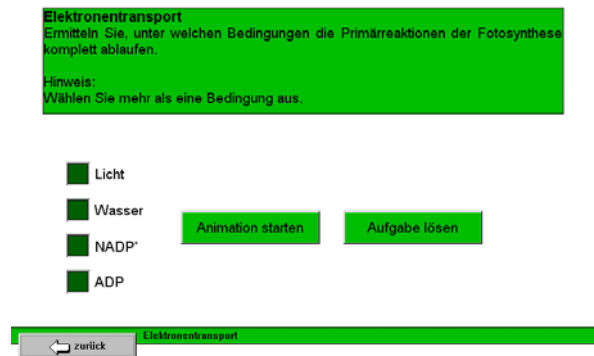 Elektronentransport
Ermitteln Sie, unter welchen Bedingungen die Primärreaktionen der Fotosynthese
komplett ablaufen.
Hinweis:
Wählen Sie mehr als eine Bedingung aus.
Licht
Wasser
NADP⁺
ADP
Animation starten
Aufgabe lösen
Elektronentransport
zurück